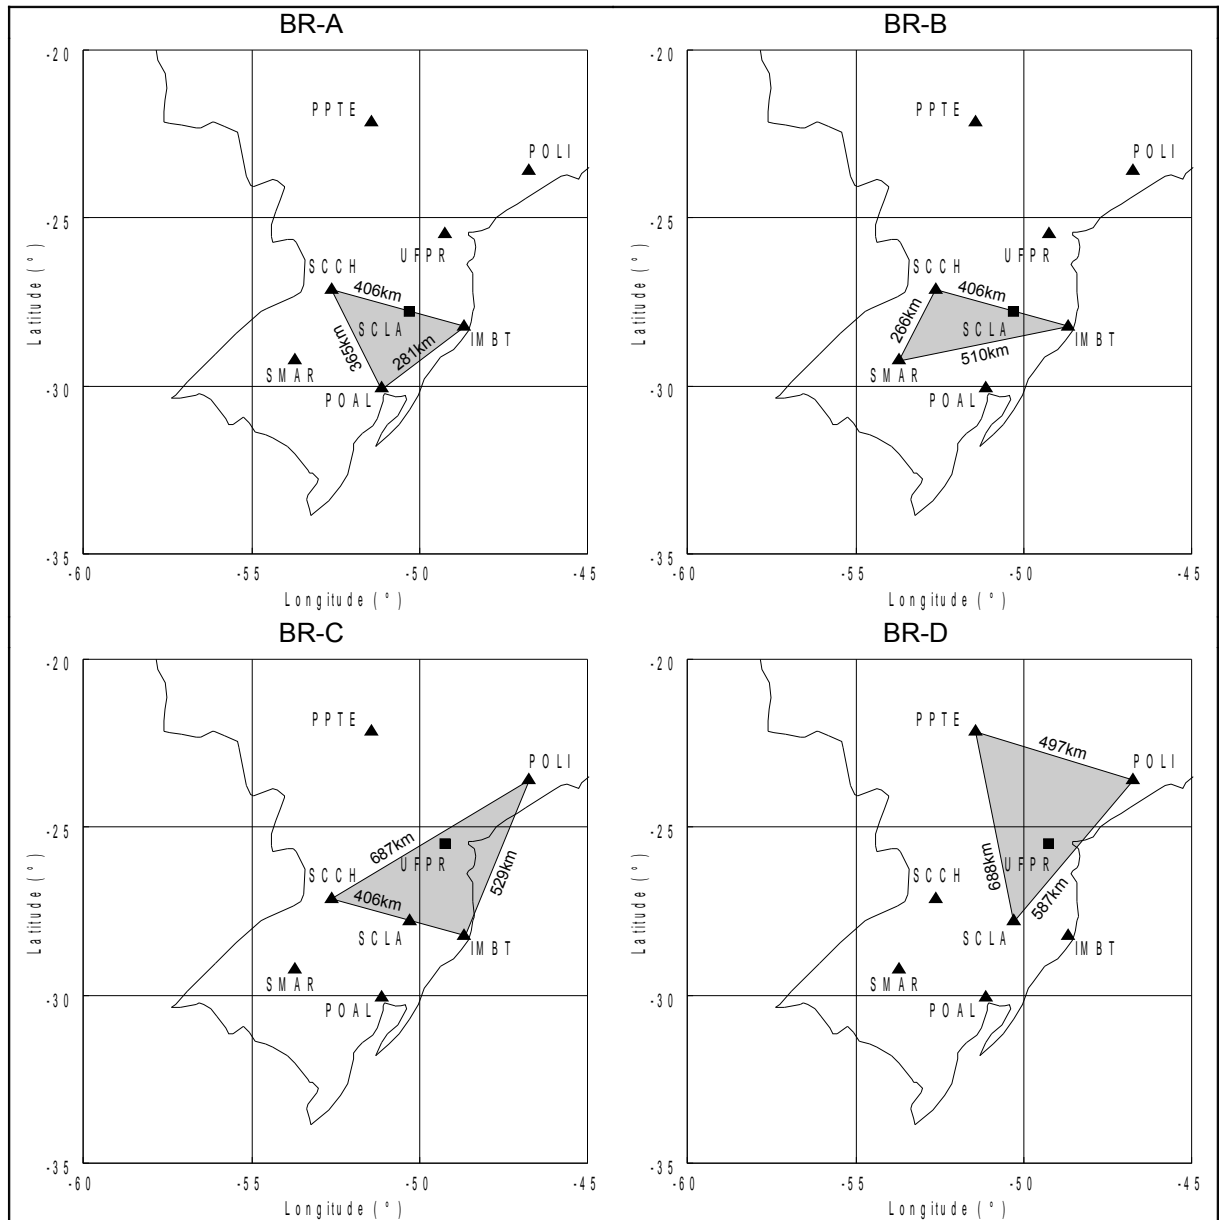 BR-A
-20
PPTE
POLI
-25
UFPR
SCCH
406km
SCLA
IMBT
365km
281km
SMAR
-30
POAL
-35
-60
-55
-50
-45
Latitude (°)
Longitude (°)
BR-B
-20
PPTE
POLI
-25
UFPR
SCCH
406km
266km
SCLA
IMBT
510km
SMAR
-30
POAL
-35
-60
-55
-50
-45
Latitude (°)
Longitude (°)
BR-C
-20
PPTE
POLI
-25
687km
UFPR
SCCH
529km
406km
SCLA
IMBT
SMAR
-30
POAL
-35
-60
-55
-50
-45
Latitude (°)
Longitude (°)
BR-D
-20
PPTE
497km
POLI
-25
UFPR
688km
SCCH
587km
SCLA
IMBT
SMAR
-30
POAL
-35
-60
-55
-50
-45
Latitude (°)
Longitude (°)